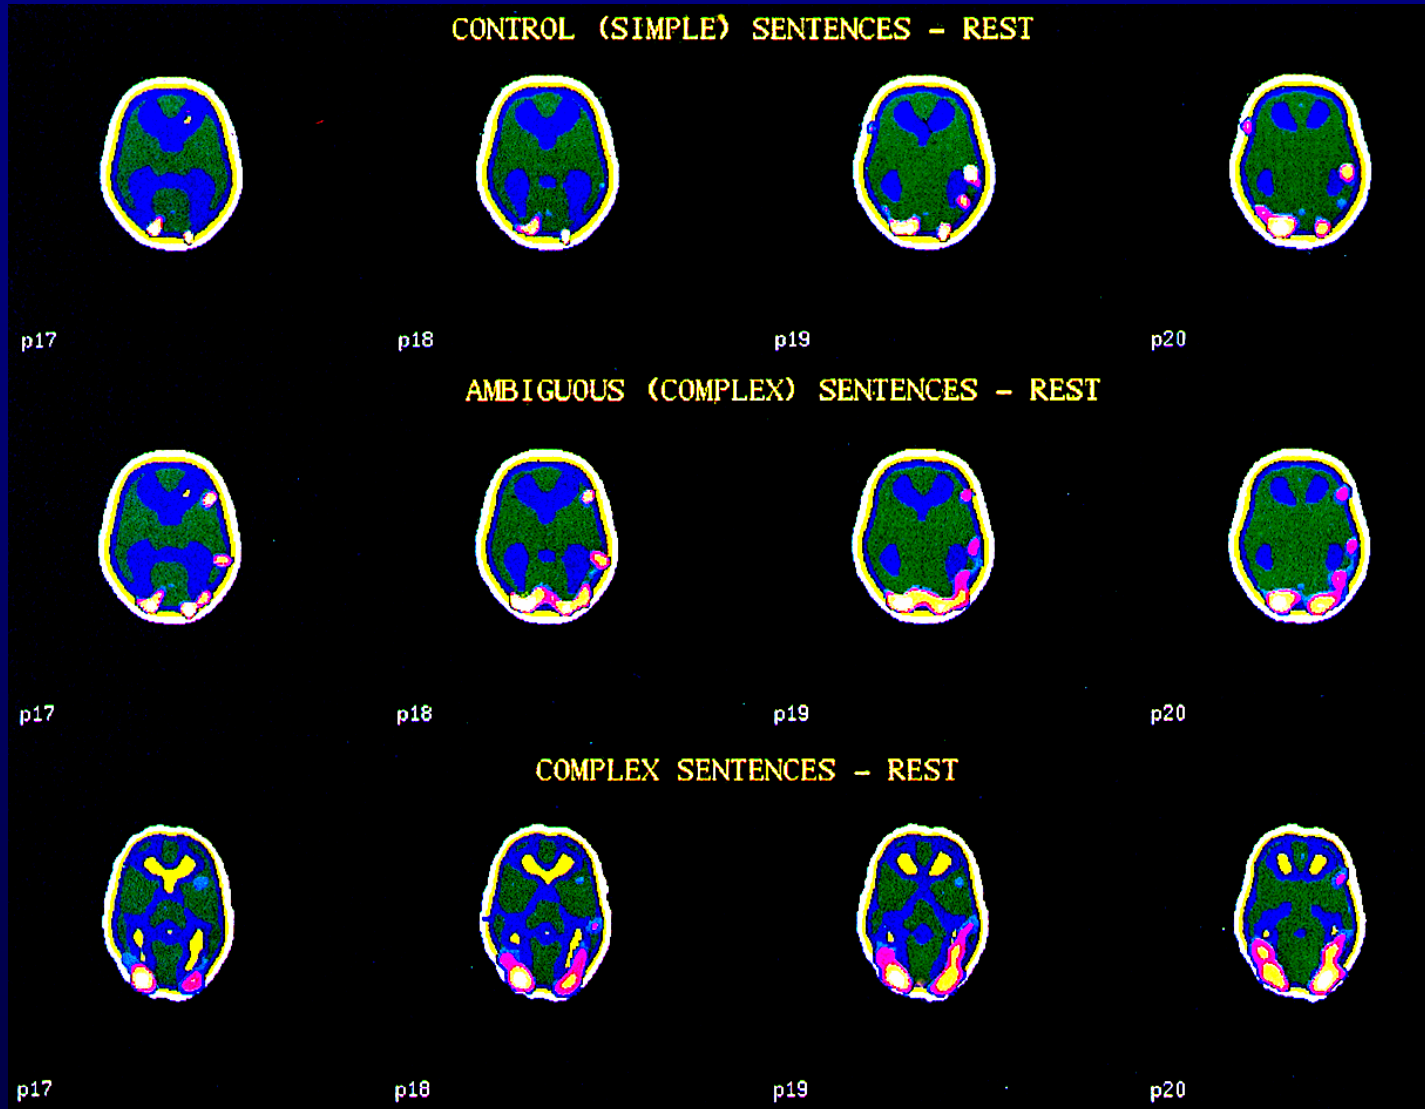 CONTROL (SIMPLE) SENTENCES - REST
p17 p18 p19 p20
AMBIGUOUS (COMPLEX) SENTENCES - REST
p17 p18 p19 p20
COMPLEX SENTENCES - REST
p17 p18 p19 p20